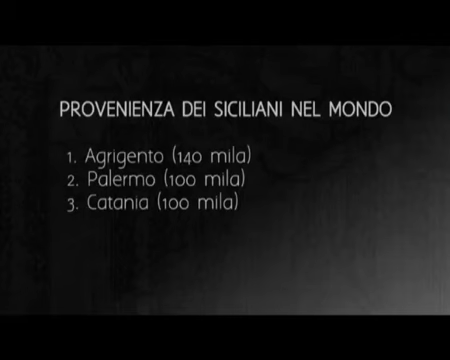 PROVENIENZA DEI SICILIANI NEL MONDO
1. Agrigento (140 mila)
2. Palermo (100 mila)
3. Catania (100 mila)